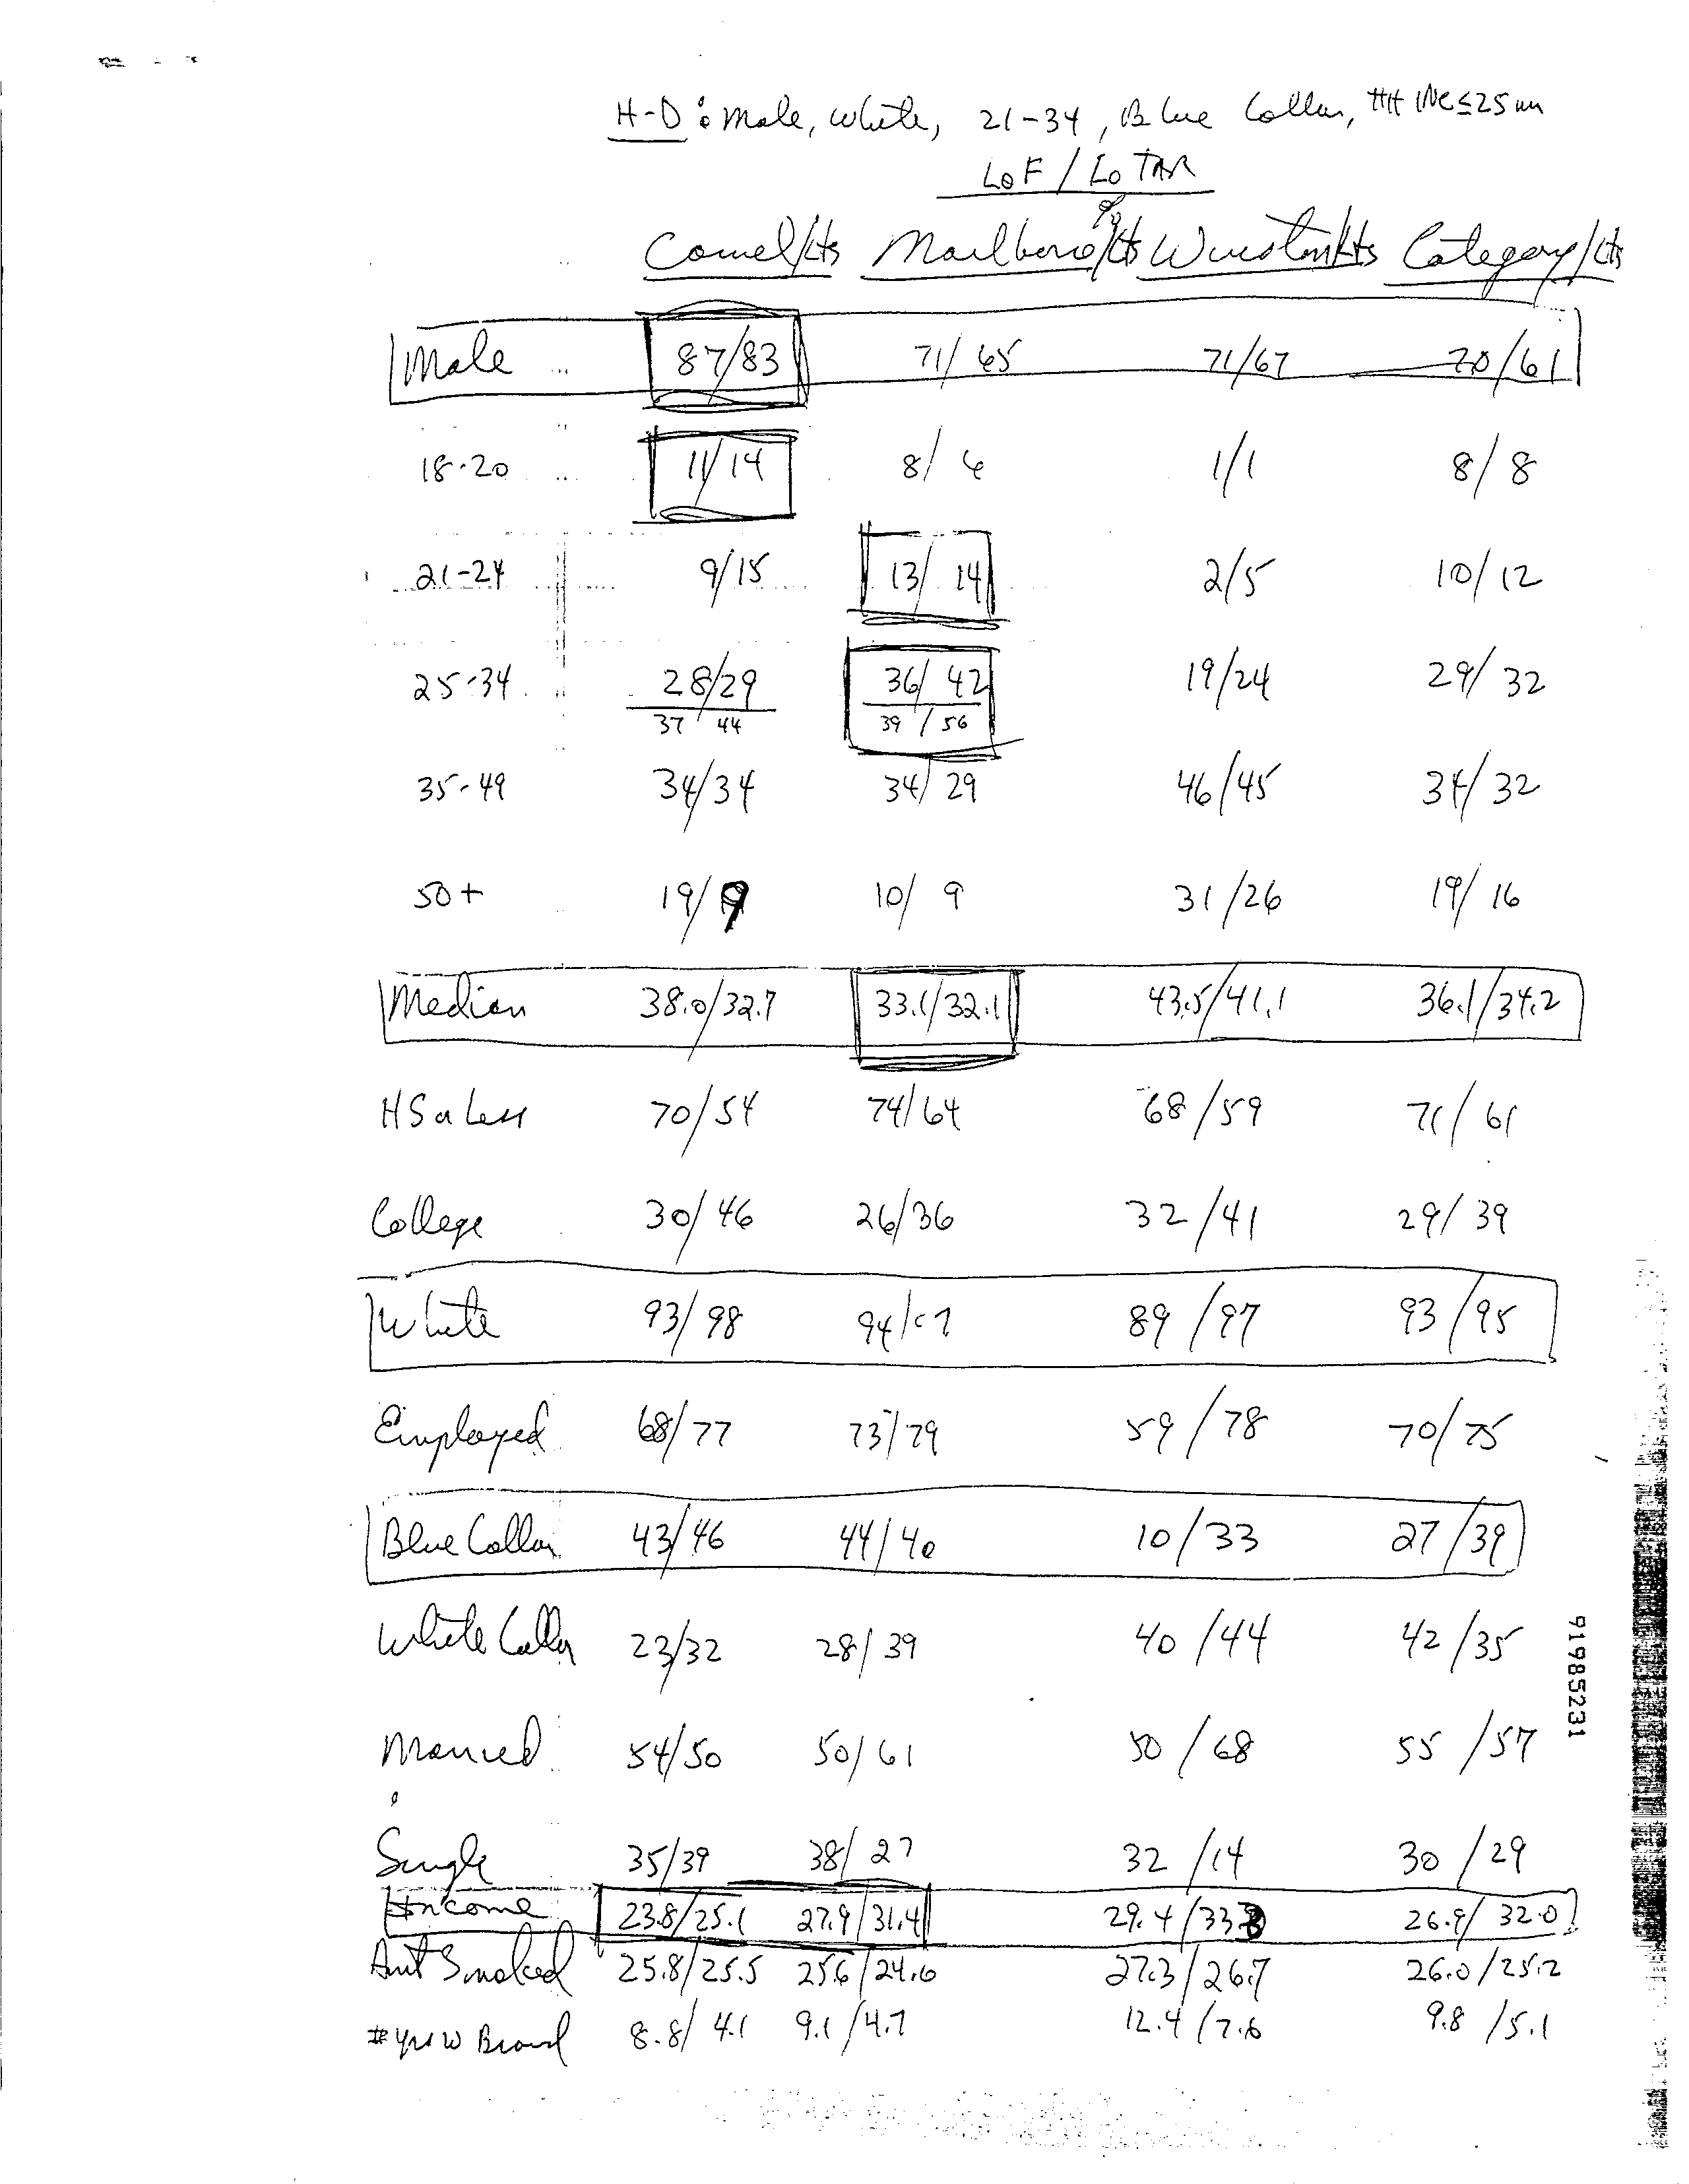 H-D: Male, White, 21-34, Blue Collar, HH INC ≤ 25 m
LoF / Lo TAR
Camel/Lts Marlboro/Lts Winston/Lts Category/Lts
Male 87/83 71/65 71/67 70/61
18-20 11/14 8/6 1/1 8/8
21-24 9/15 13/14 2/5 10/12
25-34 28/29 36/42 19/24 29/32
37/44 39/56
35-49 34/34 34/29 46/45 34/32
50+ 19/9 10/9 31/26 19/16
Median 38.0/32.7 33.1/32.1 43.5/41.1 36.1/34.2
HS or Less 70/54 74/64 68/59 71/61
College 30/46 26/36 32/41 29/39
White 93/98 94/ 89/97 93/95
Employed 68/77 73/79 59/78 70/75
Blue Collar 43/46 44/40 10/33 27/39
White Collar 23/32 28/39 40/44 42/35
Married 54/50 50/61 50/68 55/57
Single 35/39 38/27 32/14 30/29
Income 23.8/25.1 27.9/31.4 29.4/33.3 26.9/32.0
Amt Smoked 25.8/25.5 25.6/24.6 27.3/26.7 26.0/25.2
# yrs w Brand 8.8/4.1 9.1/4.7 12.4/7.6 9.8/5.1
91985231